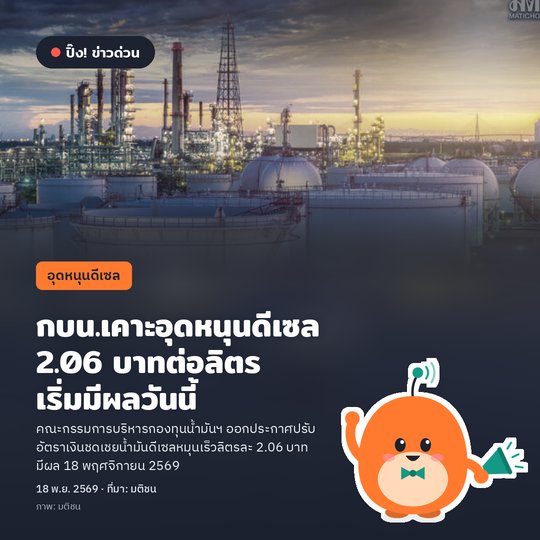 MATICHO
ปิ๊ง! ข่าวด่วน
อุดหนุนดีเซล
กบน.เคาะอุดหนุนดีเซล
2.06 บาทต่อลิตร
เริ่มมีผลวันนี้
คณะกรรมการบริหารกองทุนน้ำมันฯ ออกประกาศปรับ
อัตราเงินชดเชยน้ำมันดีเซลหมุนเร็วลิตรละ 2.06 บาท
มีผล 18 พฤศจิกายน 2569
18 พ.ย. 2569 · ที่มา: มติชน
ภาพ: มติชน